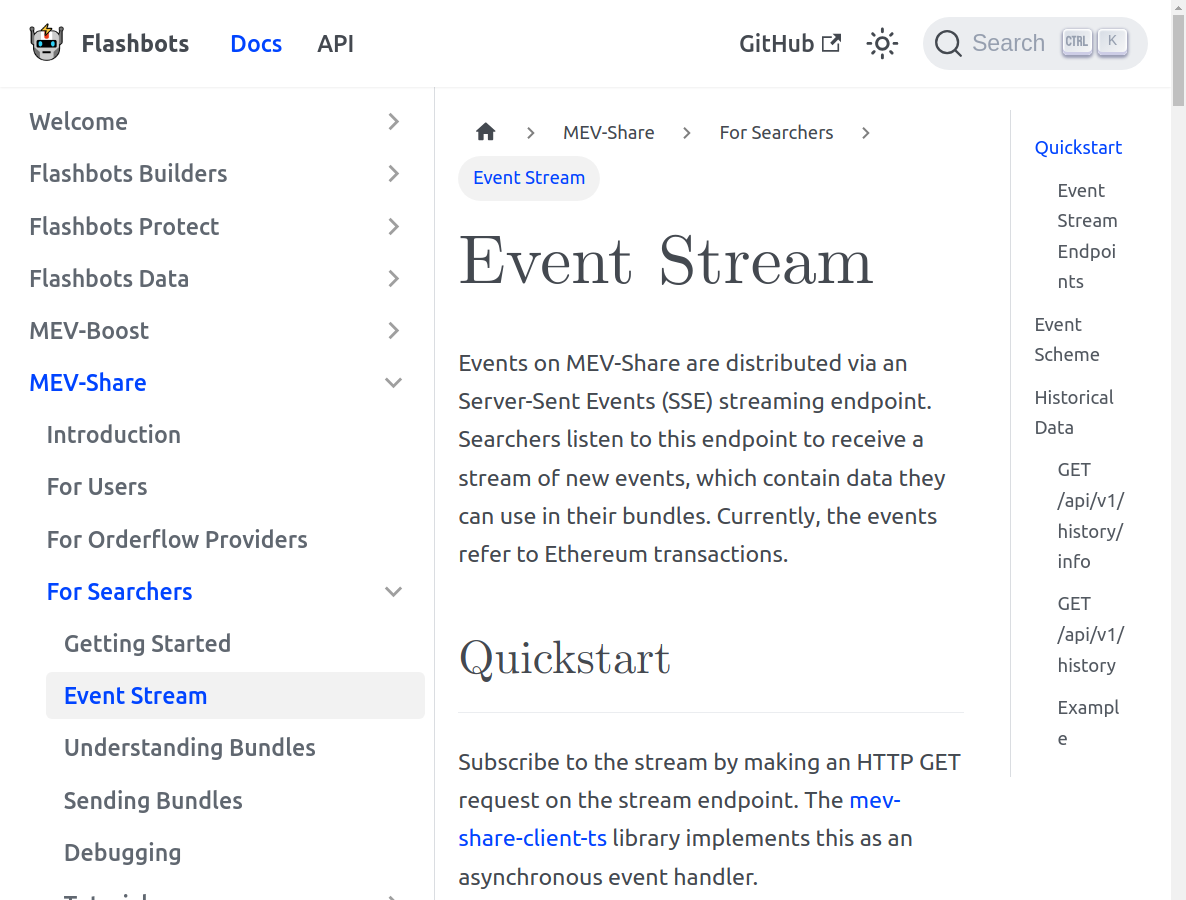 Flashbots
Docs
API
GitHub
Search
CTRL
K
Welcome
Flashbots Builders
Flashbots Protect
Flashbots Data
MEV-Boost
MEV-Share
Introduction
For Users
For Orderflow Providers
For Searchers
Getting Started
Event Stream
Understanding Bundles
Sending Bundles
Debugging
MEV-Share
For Searchers
Event Stream
Event Stream
Events on MEV-Share are distributed via an
Server-Sent Events (SSE) streaming endpoint.
Searchers listen to this endpoint to receive a
stream of new events, which contain data they
can use in their bundles. Currently, the events
refer to Ethereum transactions.
Quickstart
Subscribe to the stream by making an HTTP GET
request on the stream endpoint. The mev-
share-client-ts library implements this as an
asynchronous event handler.
Quickstart
Event
Stream
Endpoi
nts
Event
Scheme
Historical
Data
GET
/api/v1/
history/
info
GET
/api/v1/
history
Exampl
e